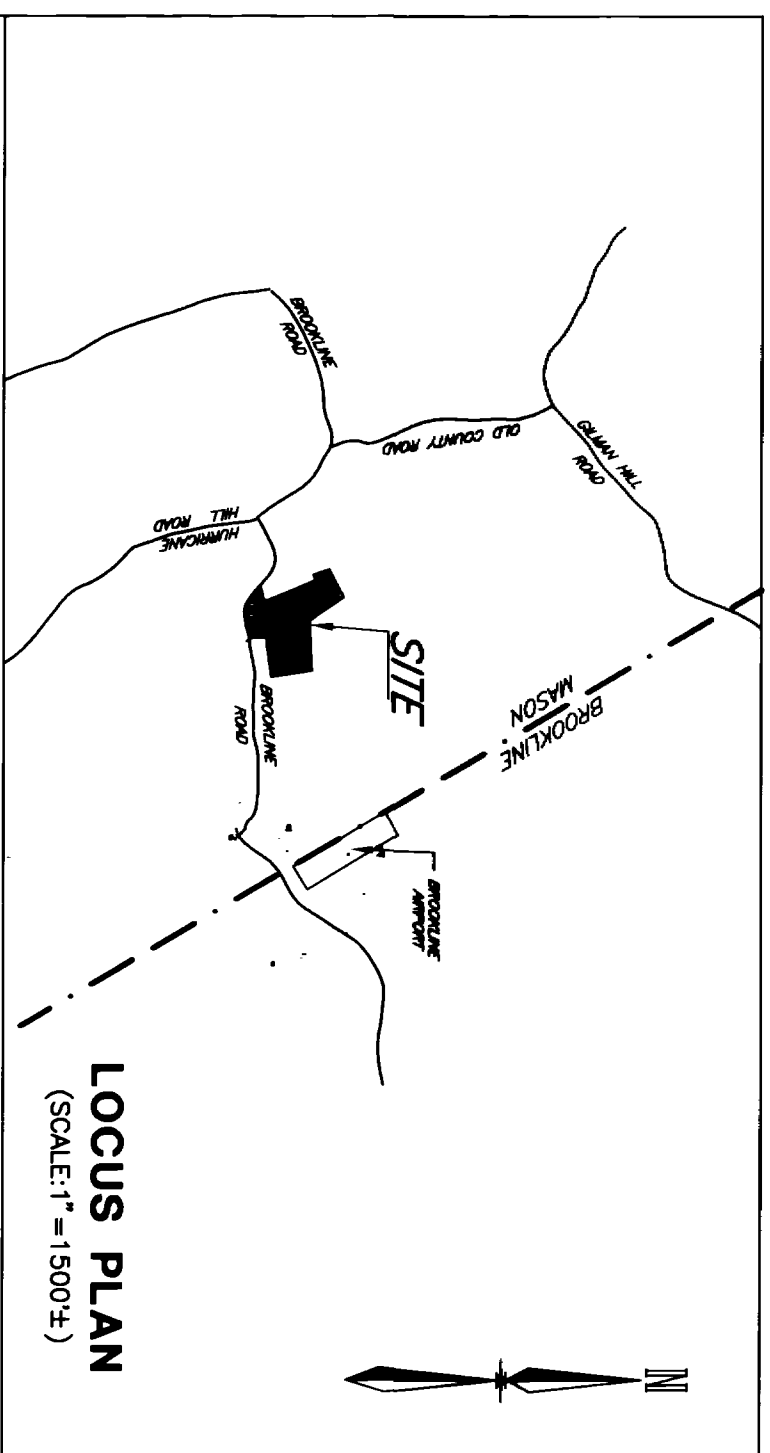 GILMAN HILL
ROAD
OLD COUNTY ROAD
BROOKLINE
ROAD
HURRICANE
HILL ROAD
SITE
BROOKLINE
ROAD
MASON
BROOKLINE
BROOKLINE
AIRPORT
N
LOCUS PLAN
(SCALE:1"=1500'±)